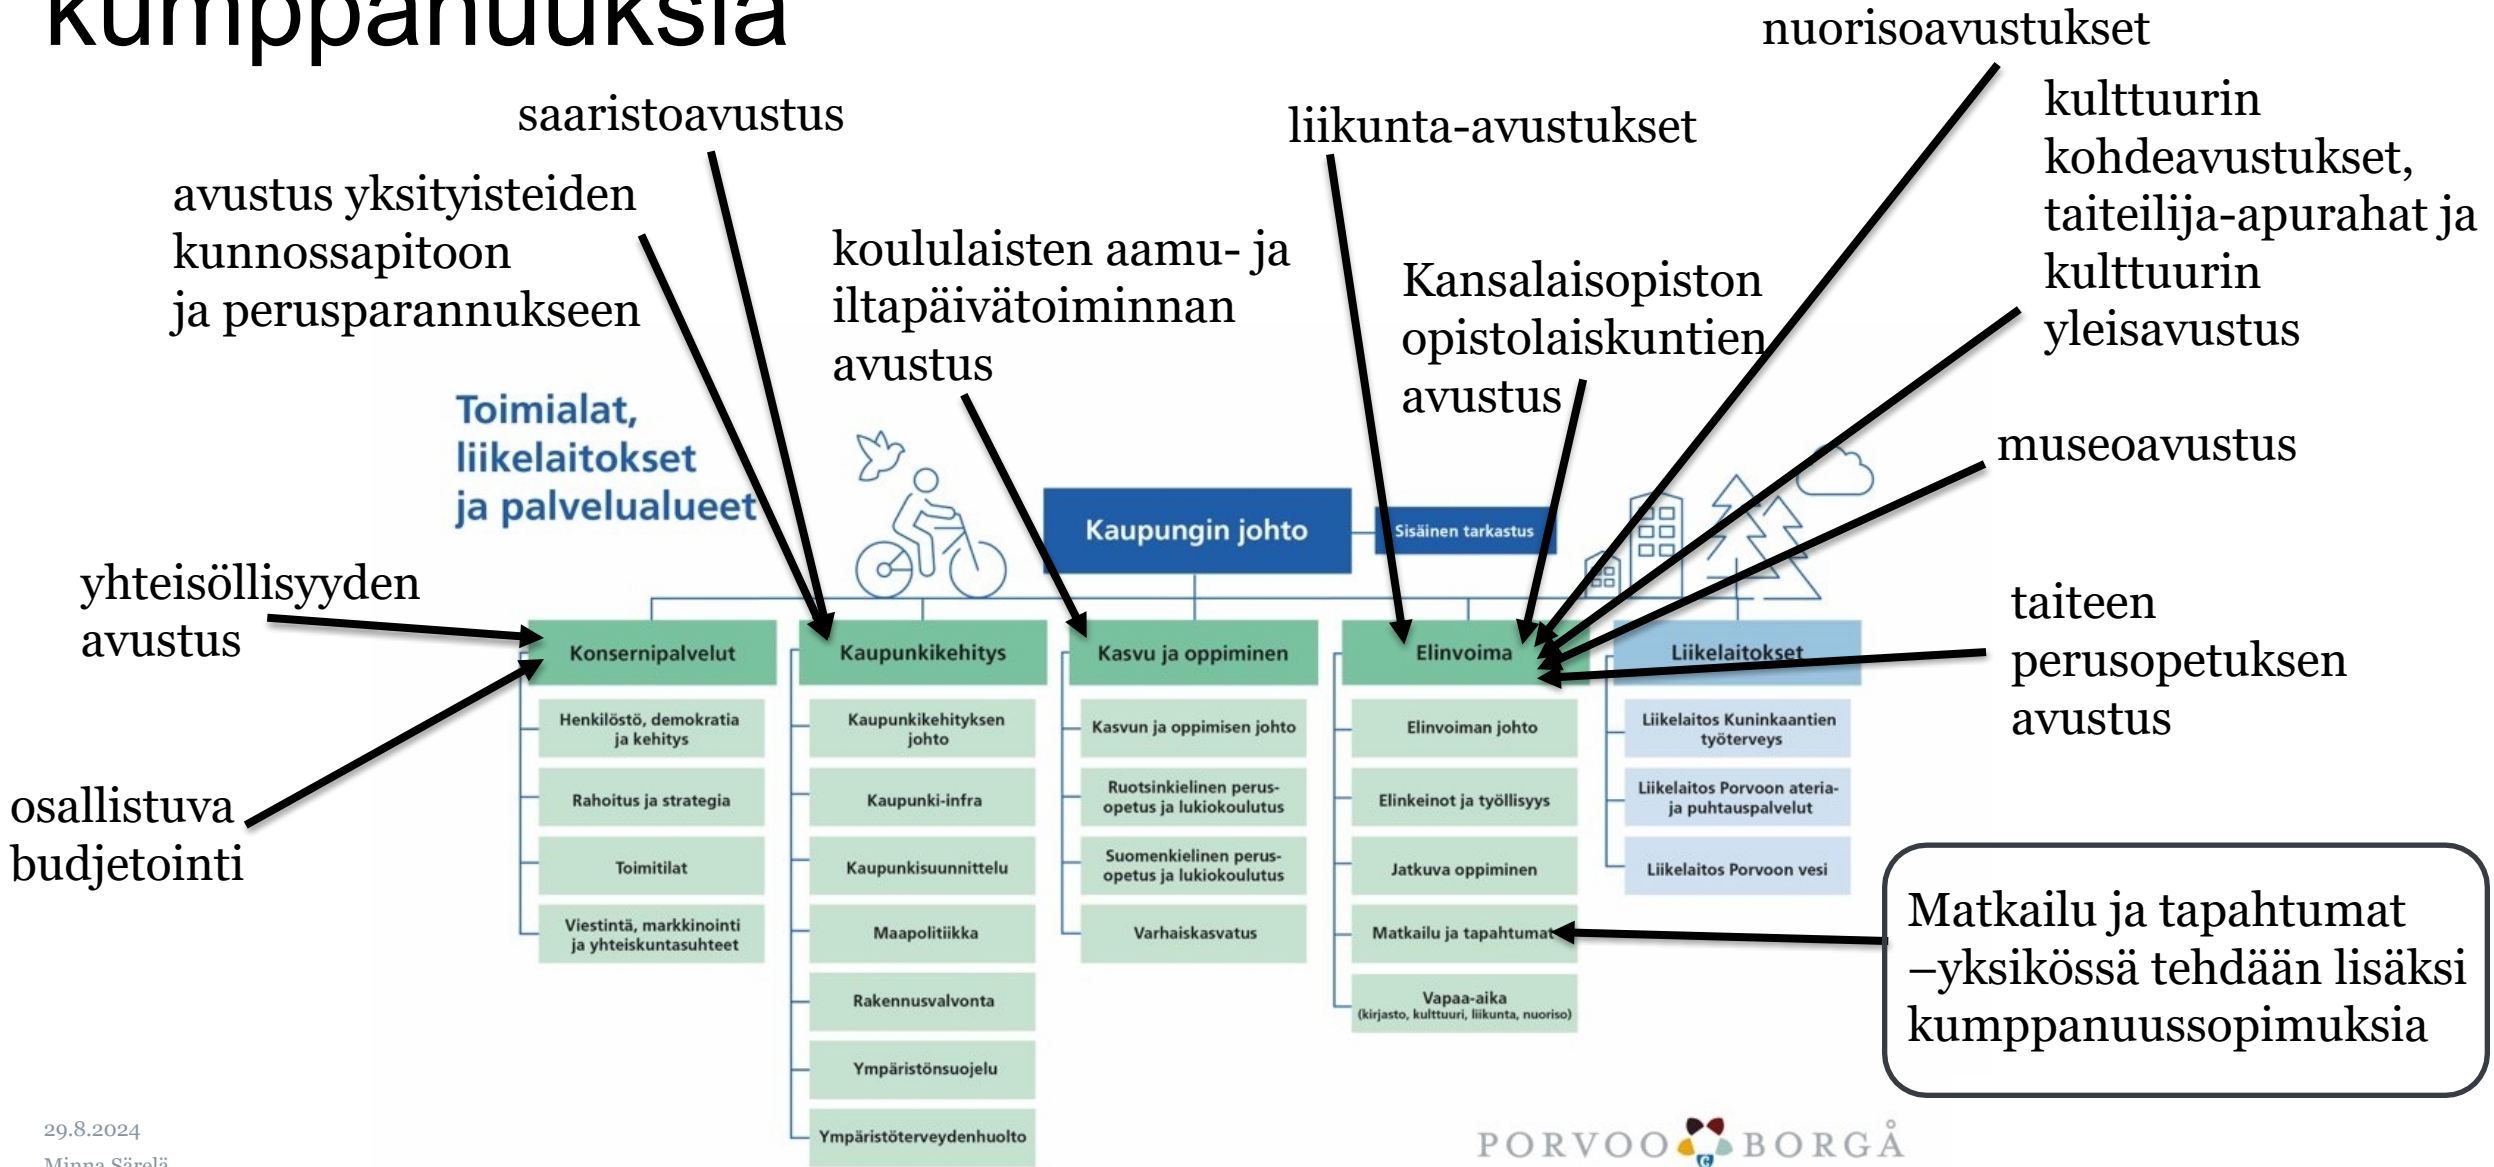 kumppanuuksia
nuorisoavustukset
saaristoavustus
liikunta-avustukset
kulttuurin
kohdeavustukset,
taiteilija-apurahat ja
kulttuurin
yleisavustus
avustus yksityisteiden
kunnossapitoon
ja perusparannukseen
koululaisten aamu- ja
iltapäivätoiminnan
avustus
Kansalaisopiston
opistolaiskuntien
avustus
museoavustus
Toimialat,
liikelaitokset
ja palvelualueet
Kaupungin johto
Sisäinen tarkastus
yhteisöllisyyden
avustus
taiteen
perusopetuksen
avustus
osallistuva
budjetointi
Konsernipalvelut
Henkilöstö, demokratia
ja kehitys
Rahoitus ja strategia
Toimitilat
Viestintä, markkinointi
ja yhteiskuntasuhteet
Kaupunkikehitys
Kaupunkikehityksen
johto
Kaupunki-infra
Kaupunkisuunnittelu
Maapolitiikka
Rakennusvalvonta
Ympäristönsuojelu
Ympäristöterveydenhuolto
Kasvu ja oppiminen
Kasvun ja oppimisen johto
Ruotsinkielinen perus-
opetus ja lukiokoulutus
Suomenkielinen perus-
opetus ja lukiokoulutus
Varhaiskasvatus
Elinvoima
Elinvoiman johto
Elinkeinot ja työllisyys
Jatkuva oppiminen
Matkailu ja tapahtumat
Vapaa-aika
(kirjasto, kulttuuri, liikunta, nuoriso)
Liikelaitokset
Liikelaitos Kuninkaantien
työterveys
Liikelaitos Porvoon ateria-
ja puhtauspalvelut
Liikelaitos Porvoon vesi
Matkailu ja tapahtumat
–yksikössä tehdään lisäksi
kumppanuussopimuksia
29.8.2024
Minna Särelä
PORVOO BORGÅ